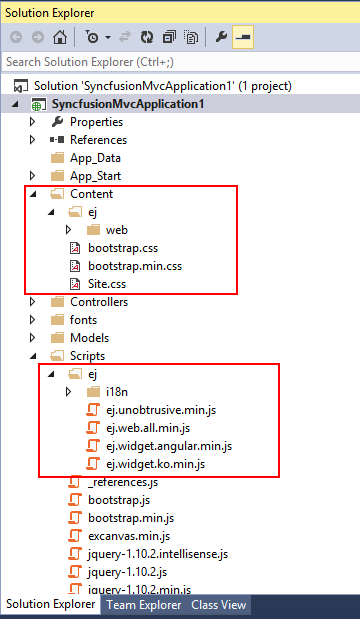 Solution Explorer
Search Solution Explorer (Ctrl+;)
Solution 'SyncfusionMvcApplication1' (1 project)
SyncfusionMvcApplication1
Properties
References
App_Data
App_Start
Content
ej
web
bootstrap.css
bootstrap.min.css
Site.css
Controllers
fonts
Models
Scripts
ej
i18n
ej.unobtrusive.min.js
ej.web.all.min.js
ej.widget.angular.min.js
ej.widget.ko.min.js
_references.js
bootstrap.js
bootstrap.min.js
excanvas.min.js
jquery-1.10.2.intellisense.js
jquery-1.10.2.js
jquery-1.10.2.min.js
Solution Explorer Team Explorer Class View